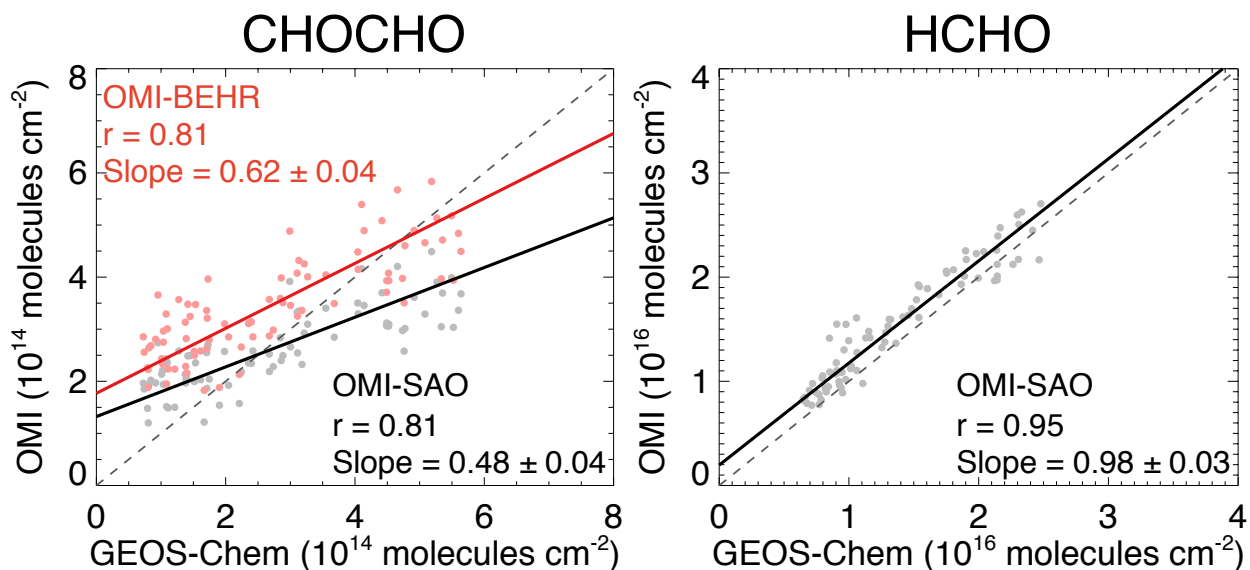 CHOCHO
OMI (10¹⁴ molecules cm⁻²)
8
6
4
2
0
OMI-BEHR
r = 0.81
Slope = 0.62 ± 0.04
OMI-SAO
r = 0.81
Slope = 0.48 ± 0.04
0 2 4 6 8
GEOS-Chem (10¹⁴ molecules cm⁻²)
HCHO
OMI (10¹⁶ molecules cm⁻²)
4
3
2
1
0
OMI-SAO
r = 0.95
Slope = 0.98 ± 0.03
0 1 2 3 4
GEOS-Chem (10¹⁶ molecules cm⁻²)